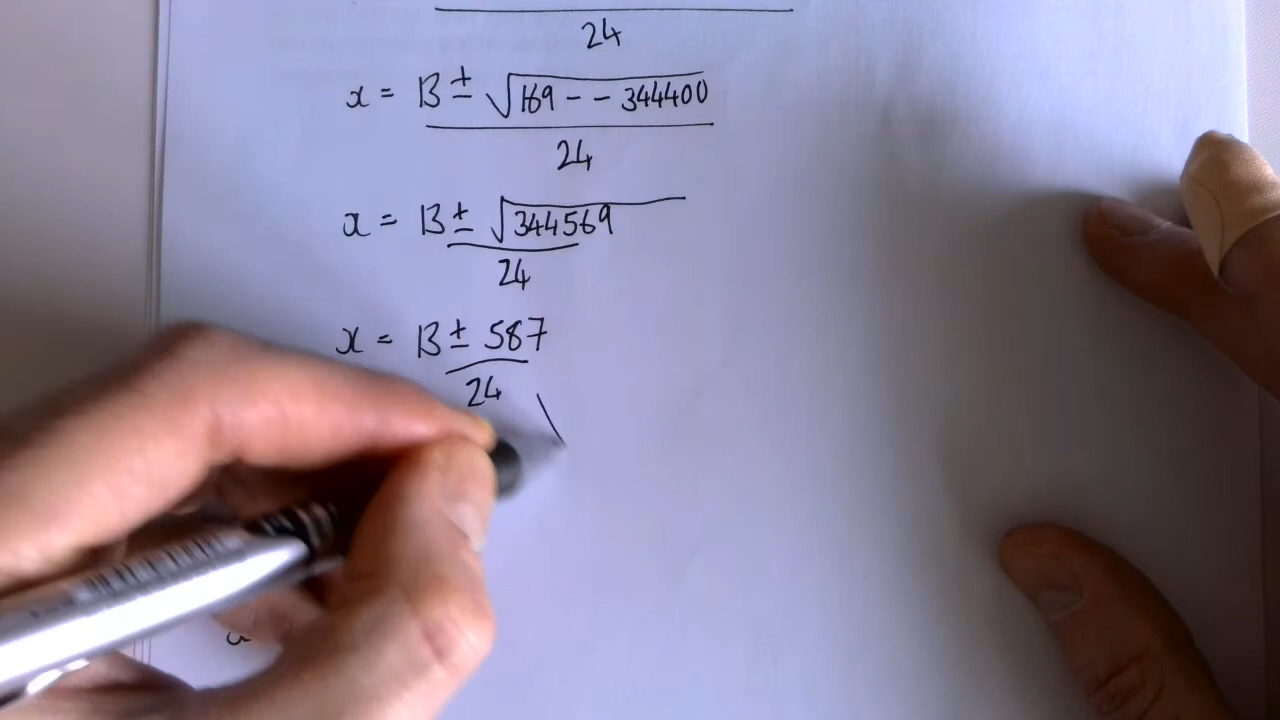 24
x = 13 ± √169 - - 344400
24
x = 13 ± √344569
24
x = 13 ± 587
24